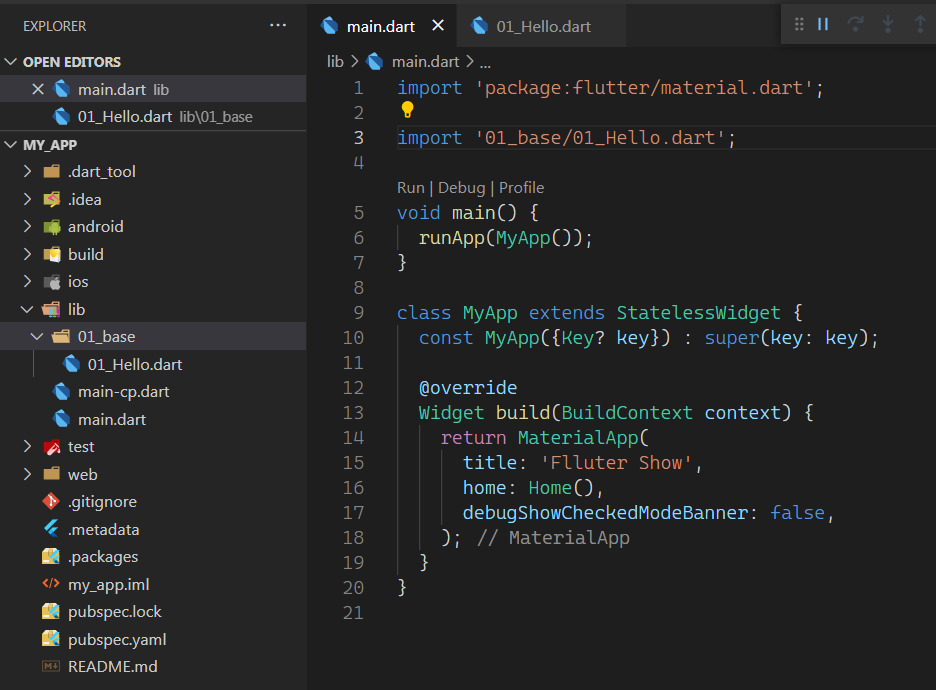 EXPLORER
···
OPEN EDITORS
main.dart lib
01_Hello.dart lib\01_base
MY_APP
.dart_tool
.idea
android
build
ios
lib
01_base
01_Hello.dart
main-cp.dart
main.dart
test
web
.gitignore
.metadata
.packages
my_app.iml
pubspec.lock
pubspec.yaml
README.md
main.dart
01_Hello.dart
lib > main.dart > ...
1 import 'package:flutter/material.dart';
2
3 import '01_base/01_Hello.dart';
4
Run | Debug | Profile
5 void main() {
6   runApp(MyApp());
7 }
8
9 class MyApp extends StatelessWidget {
10   const MyApp({Key? key}) : super(key: key);
11
12   @override
13   Widget build(BuildContext context) {
14     return MaterialApp(
15       title: 'Flluter Show',
16       home: Home(),
17       debugShowCheckedModeBanner: false,
18     ); // MaterialApp
19   }
20 }
21